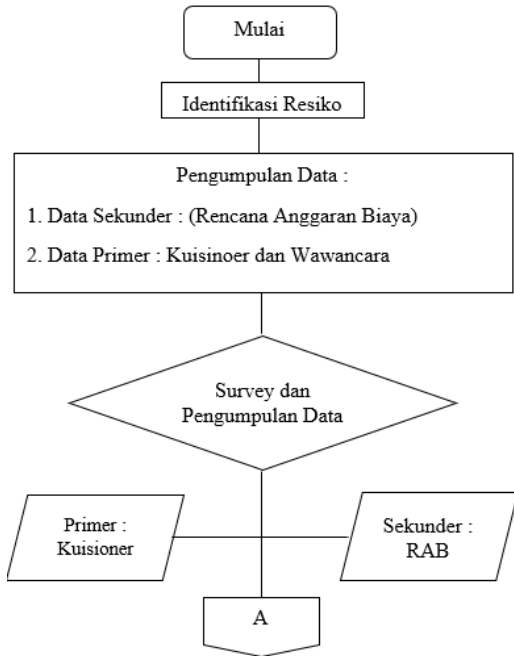 Mulai
Identifikasi Resiko
Pengumpulan Data :
1. Data Sekunder : (Rencana Anggaran Biaya)
2. Data Primer : Kuisinoer dan Wawancara
Survey dan
Pengumpulan Data
Primer :
Kuisioner
Sekunder :
RAB
A